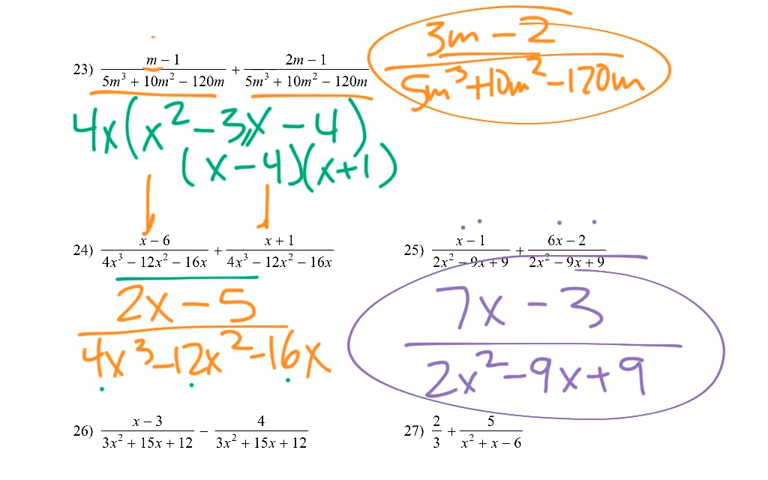 23) (m − 1)/(5m³ + 10m² − 120m) + (2m − 1)/(5m³ + 10m² − 120m)
(3m − 2)/(5m³+10m²−120m)
4x(x² − 3x − 4)
(x−4)(x+1)
24) (x − 6)/(4x³ − 12x² − 16x) + (x + 1)/(4x³ − 12x² − 16x)
25) (x − 1)/(2x² − 9x + 9) + (6x − 2)/(2x² − 9x + 9)
(2x − 5)/(4x³−12x²−16x)
(7x − 3)/(2x²−9x+9)
26) (x − 3)/(3x² + 15x + 12) − 4/(3x² + 15x + 12)
27) 2/3 + 5/(x² + x − 6)